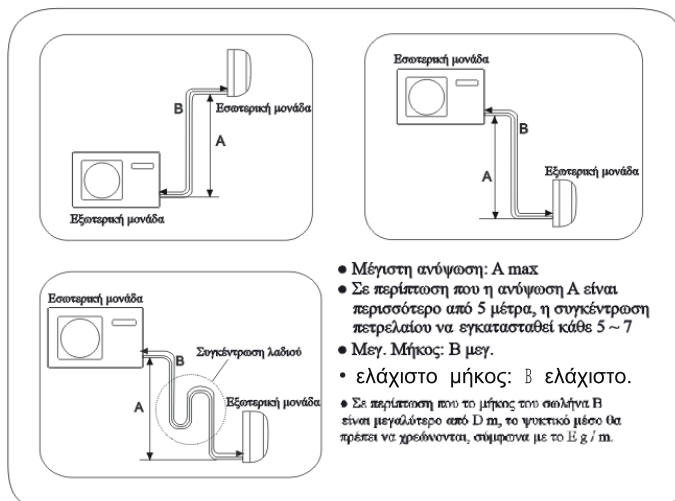 B
Εσωτερική μονάδα
A
Εξωτερική μονάδα
Εσωτερική μονάδα
B
A
Εξωτερική μονάδα
Εσωτερική μονάδα
B
Συγκέντρωση λαδιού
A
Εξωτερική μονάδα
● Μέγιστη ανύψωση: A max
● Σε περίπτωση που η ανύψωση A είναι
περισσότερο από 5 μέτρα, η συγκέντρωση
πετρελαίου να εγκατασταθεί κάθε 5 ~ 7
● Μεγ. Μήκος: B μεγ.
• ελάχιστο μήκος: B ελάχιστο.
● Σε περίπτωση που το μήκος του σωλήνα B
είναι μεγαλύτερο από D m, το ψυκτικό μέσο θα
πρέπει να χρεώνονται, σύμφωνα με το E g / m.